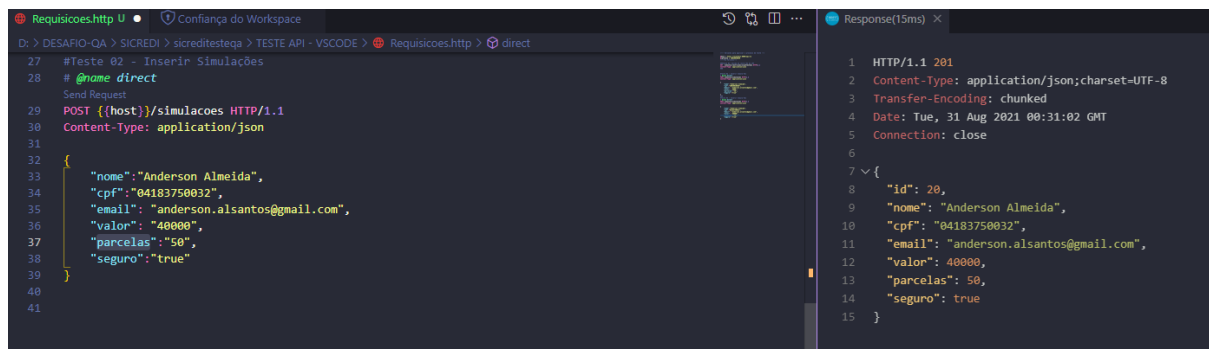 Requisicoes.http U ● Confiança do Workspace
D: > DESAFIO-QA > SICREDI > sicreditesteqa > TESTE API - VSCODE > Requisicoes.http > direct
27 #Teste 02 - Inserir Simulações
28 # @name direct
Send Request
29 POST {{host}}/simulacoes HTTP/1.1
30 Content-Type: application/json
31
32 {
33 "nome":"Anderson Almeida",
34 "cpf":"04183750032",
35 "email": "anderson.alsantos@gmail.com",
36 "valor": "40000",
37 "parcelas":"50",
38 "seguro":"true"
39 }
40
41
Response(15ms) ×
1 HTTP/1.1 201
2 Content-Type: application/json;charset=UTF-8
3 Transfer-Encoding: chunked
4 Date: Tue, 31 Aug 2021 00:31:02 GMT
5 Connection: close
6
7 {
8 "id": 20,
9 "nome": "Anderson Almeida",
10 "cpf": "04183750032",
11 "email": "anderson.alsantos@gmail.com",
12 "valor": 40000,
13 "parcelas": 50,
14 "seguro": true
15 }